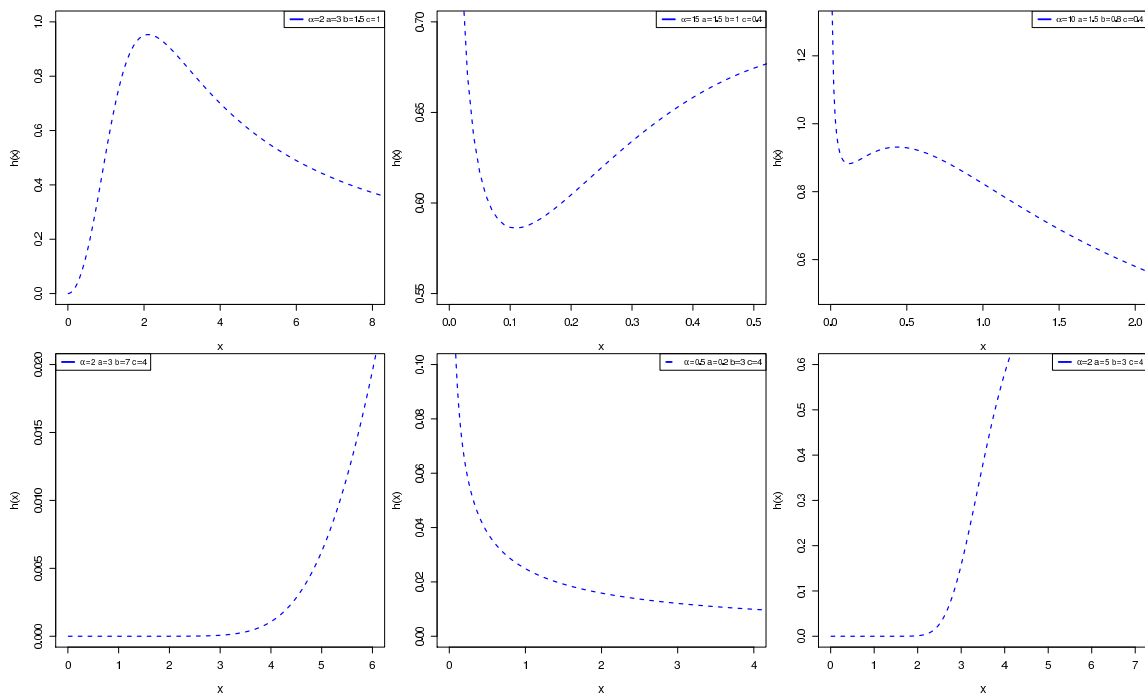 α=2 a=3 b=1.5 c=1
h(x)
0.0 0.2 0.4 0.6 0.8 1.0
0 2 4 6 8
x
α=15 a=1.5 b=1 c=0.4
h(x)
0.55 0.60 0.65 0.70
0.0 0.1 0.2 0.3 0.4 0.5
x
α=10 a=1.5 b=0.8 c=0.4
h(x)
0.6 0.8 1.0 1.2
0.0 0.5 1.0 1.5 2.0
x
α=2 a=3 b=7 c=4
h(x)
0.000 0.005 0.010 0.015 0.020
0 1 2 3 4 5 6
x
α=0.5 a=0.2 b=3 c=4
h(x)
0.00 0.02 0.04 0.06 0.08 0.10
0 1 2 3 4
x
α=2 a=5 b=3 c=4
h(x)
0.0 0.1 0.2 0.3 0.4 0.5 0.6
0 1 2 3 4 5 6 7
x